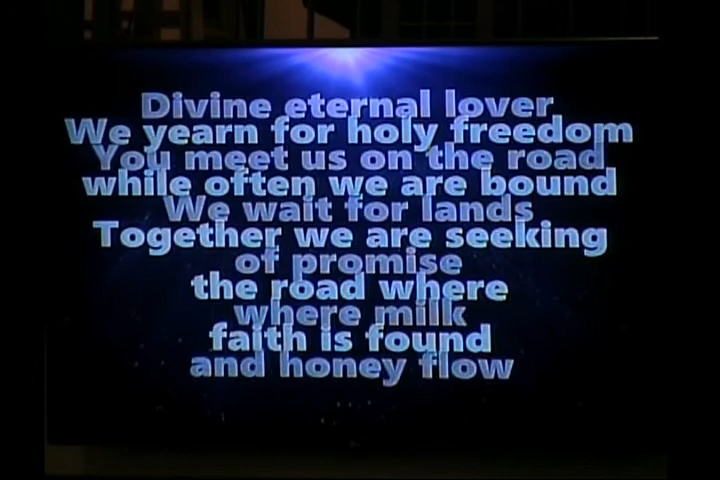 Divine eternal lover
We yearn for holy freedom
You meet us on the road
while often we are bound
We wait for lands
Together we are seeking
of promise
the road where
where milk
faith is found
and honey flow